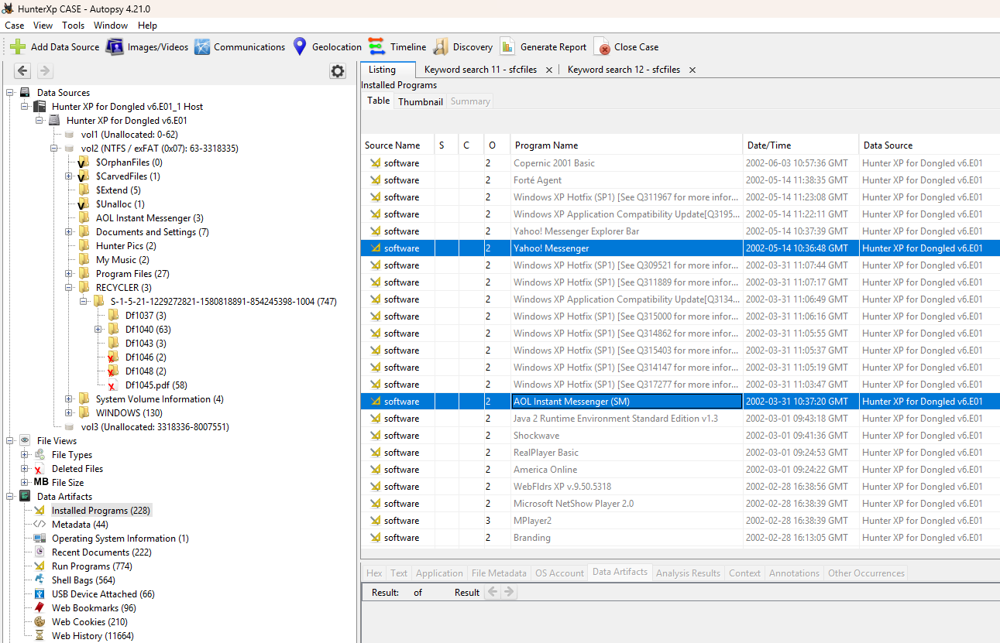 HunterXp CASE - Autopsy 4.21.0
Case View Tools Window Help
Add Data Source Images/Videos Communications Geolocation Timeline Discovery Generate Report Close Case
Data Sources
Hunter XP for Dongled v6.E01_1 Host
Hunter XP for Dongled v6.E01
vol1 (Unallocated: 0-62)
vol2 (NTFS / exFAT (0x07): 63-3318335)
$OrphanFiles (0)
$CarvedFiles (1)
$Extend (5)
$Unalloc (1)
AOL Instant Messenger (3)
Documents and Settings (7)
Hunter Pics (2)
My Music (2)
Program Files (27)
RECYCLER (3)
S-1-5-21-1229272821-1580818891-854245398-1004 (747)
Df1037 (3)
Df1040 (63)
Df1043 (3)
Df1046 (2)
Df1048 (2)
Df1045.pdf (58)
System Volume Information (4)
WINDOWS (130)
vol3 (Unallocated: 3318336-8007551)
File Views
File Types
Deleted Files
MB File Size
Data Artifacts
Installed Programs (228)
Metadata (44)
Operating System Information (1)
Recent Documents (222)
Run Programs (774)
Shell Bags (564)
USB Device Attached (66)
Web Bookmarks (96)
Web Cookies (210)
Web History (11664)
Listing Keyword search 11 - sfcfiles × Keyword search 12 - sfcfiles ×
Installed Programs
Table Thumbnail Summary
Source Name S C O Program Name Date/Time Data Source
software 2 Copernic 2001 Basic 2002-06-03 10:57:36 GMT Hunter XP for Dongled v6.E01
software 2 Forté Agent 2002-05-14 11:38:35 GMT Hunter XP for Dongled v6.E01
software 2 Windows XP Hotfix (SP1) [See Q311967 for more infor... 2002-05-14 11:23:08 GMT Hunter XP for Dongled v6.E01
software 2 Windows XP Application Compatibility Update[Q3195... 2002-05-14 11:22:11 GMT Hunter XP for Dongled v6.E01
software 2 Yahoo! Messenger Explorer Bar 2002-05-14 10:37:39 GMT Hunter XP for Dongled v6.E01
software 2 Yahoo! Messenger 2002-05-14 10:36:48 GMT Hunter XP for Dongled v6.E01
software 2 Windows XP Hotfix (SP1) [See Q309521 for more infor... 2002-03-31 11:07:44 GMT Hunter XP for Dongled v6.E01
software 2 Windows XP Hotfix (SP1) [See Q311889 for more infor... 2002-03-31 11:07:17 GMT Hunter XP for Dongled v6.E01
software 2 Windows XP Application Compatibility Update[Q3134... 2002-03-31 11:06:49 GMT Hunter XP for Dongled v6.E01
software 2 Windows XP Hotfix (SP1) [See Q315000 for more infor... 2002-03-31 11:06:16 GMT Hunter XP for Dongled v6.E01
software 2 Windows XP Hotfix (SP1) [See Q314862 for more infor... 2002-03-31 11:05:55 GMT Hunter XP for Dongled v6.E01
software 2 Windows XP Hotfix (SP1) [See Q315403 for more infor... 2002-03-31 11:05:37 GMT Hunter XP for Dongled v6.E01
software 2 Windows XP Hotfix (SP1) [See Q314147 for more infor... 2002-03-31 11:05:19 GMT Hunter XP for Dongled v6.E01
software 2 Windows XP Hotfix (SP1) [See Q317277 for more infor... 2002-03-31 11:03:47 GMT Hunter XP for Dongled v6.E01
software 2 AOL Instant Messenger (SM) 2002-03-31 10:37:20 GMT Hunter XP for Dongled v6.E01
software 2 Java 2 Runtime Environment Standard Edition v1.3 2002-03-01 09:43:18 GMT Hunter XP for Dongled v6.E01
software 2 Shockwave 2002-03-01 09:41:36 GMT Hunter XP for Dongled v6.E01
software 2 RealPlayer Basic 2002-03-01 09:24:53 GMT Hunter XP for Dongled v6.E01
software 2 America Online 2002-03-01 09:24:22 GMT Hunter XP for Dongled v6.E01
software 2 WebFldrs XP v.9.50.5318 2002-02-28 16:38:56 GMT Hunter XP for Dongled v6.E01
software 2 Microsoft NetShow Player 2.0 2002-02-28 16:38:39 GMT Hunter XP for Dongled v6.E01
software 3 MPlayer2 2002-02-28 16:38:39 GMT Hunter XP for Dongled v6.E01
software 2 Branding 2002-02-28 16:13:05 GMT Hunter XP for Dongled v6.E01
Hex Text Application File Metadata OS Account Data Artifacts Analysis Results Context Annotations Other Occurrences
Result: of Result